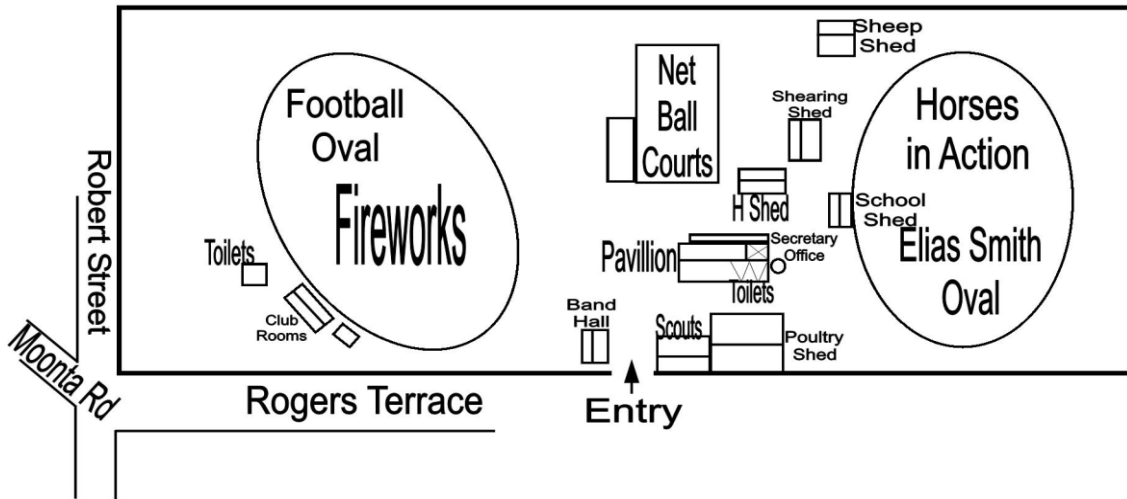 Sheep
Shed
Football
Oval
Fireworks
Net
Ball
Courts
Shearing
Shed
Horses
in Action
H Shed
School
Shed
Elias Smith
Oval
Robert Street
Toilets
Club
Rooms
Pavillion
Secretary
Office
Toilets
Band
Hall
Scouts
Poultry
Shed
Moonta Rd
Rogers Terrace
Entry